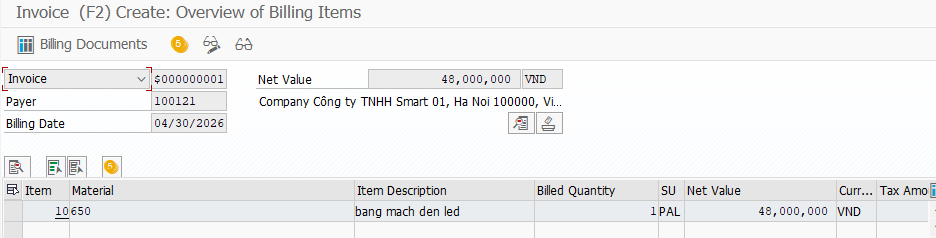 Invoice (F2) Create: Overview of Billing Items
Billing Documents
Invoice $000000001 Net Value 48,000,000 VND
Payer 100121 Company Công ty TNHH Smart 01, Ha Noi 100000, Vi...
Billing Date 04/30/2026
Item Material Item Description Billed Quantity SU Net Value Curr... Tax Amo
10 650 bang mach den led 1 PAL 48,000,000 VND